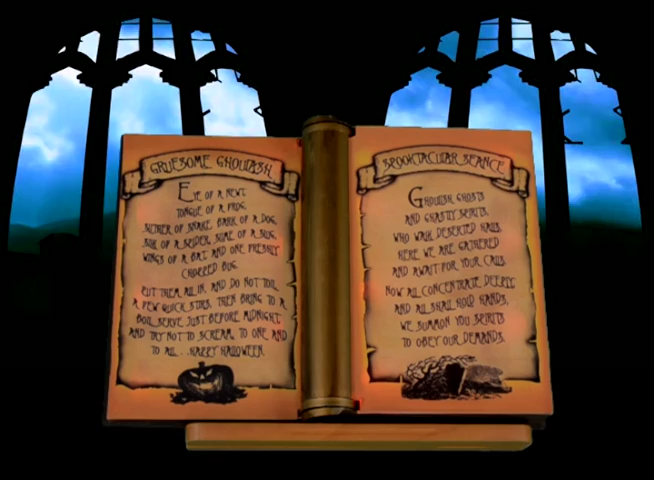 GRUESOME GHOULASH
EYE OF A NEWT,
TONGUE OF A FROG,
OF SNAKE, BARK OF A DOG,
OF A SPIDER, SOME OF A SLUG,
WINGS OF A BAT, AND ONE FRESHLY
CHOPPED BUG.
PUT THEM ALL IN, AND DO NOT TOIL,
A FEW QUICK STIRS, THEN BRING TO A
BOIL. SERVE JUST BEFORE MIDNIGHT,
AND TRY NOT TO SCREAM, TO ONE AND
TO ALL...HAPPY HALLOWEEN.
SPOOKTACULAR SEANCE
GHOULISH GHOSTS
AND GHASTLY SPIRITS,
WHO WALK DESERTED HALLS,
HERE WE ARE GATHERED
AND AWAIT FOR YOUR CALLS.
NOW ALL CONCENTRATE DEEPLY,
AND ALL SHALL HOLD HANDS,
WE SUMMON YOU SPIRITS
TO OBEY OUR DEMANDS.